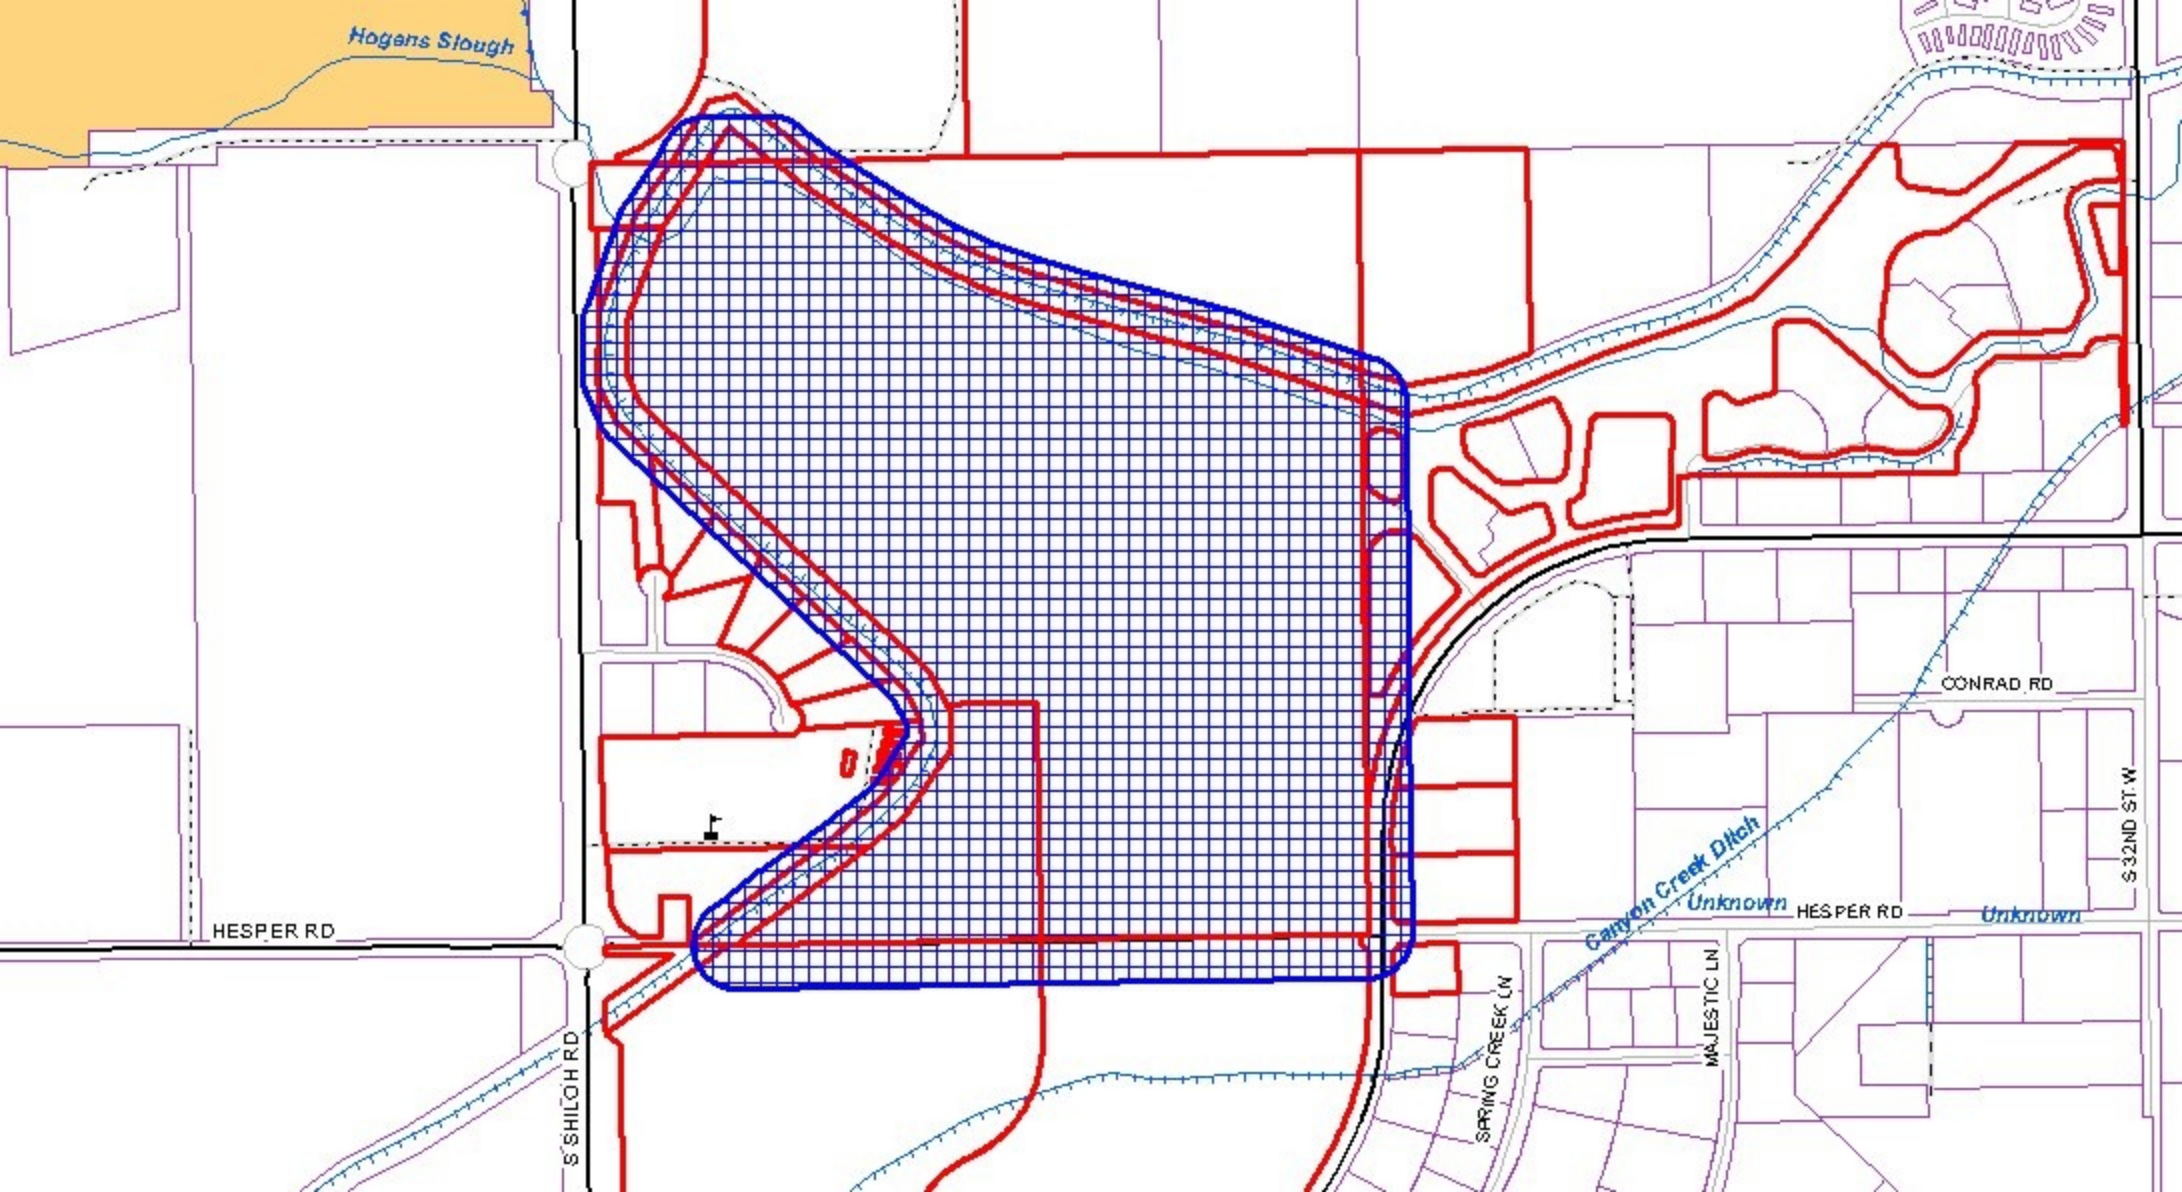 Hogans Slough
CONRAD RD
S 32ND ST W
Canyon Creek Ditch
Unknown
HESPER RD
Unknown
HESPER RD
S SHILOH RD
SPRING CREEK LN
MAJESTIC LN